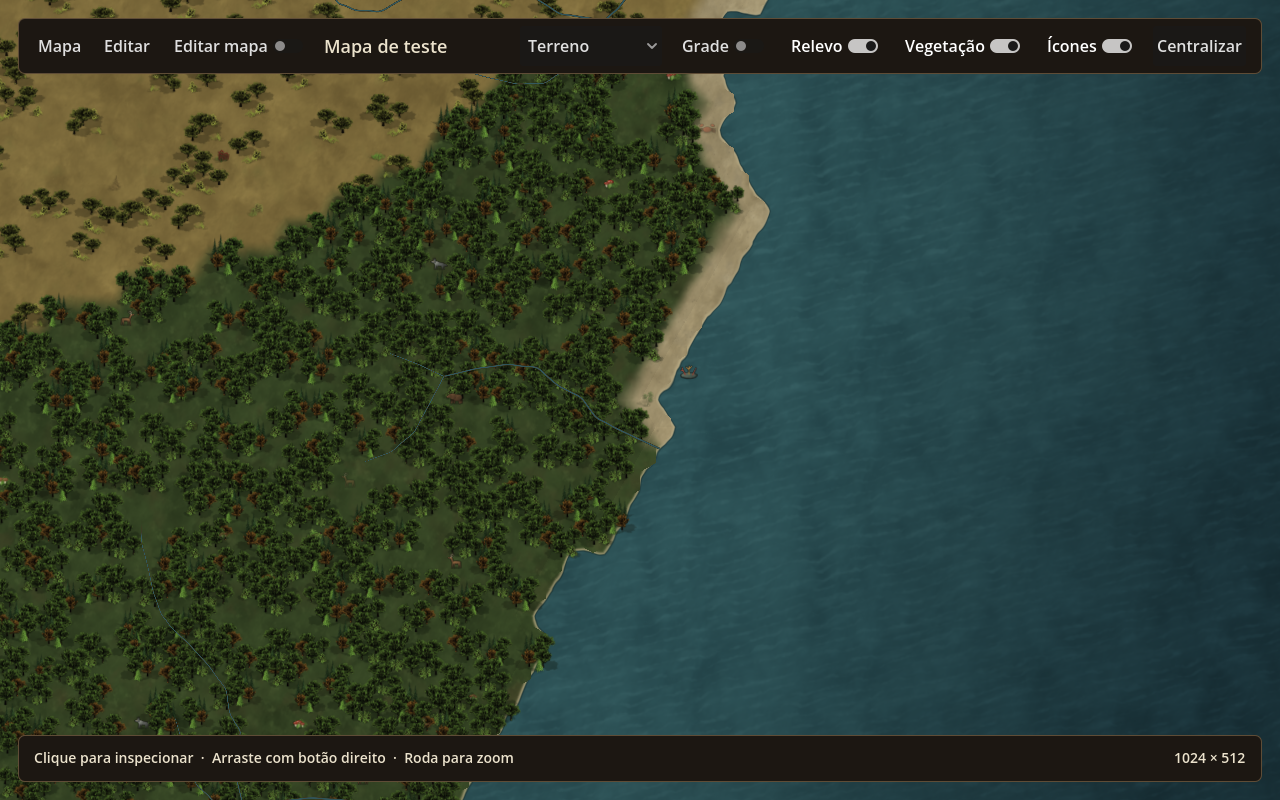 Mapa Editar Editar mapa Mapa de teste Terreno Grade Relevo Vegetação Ícones Centralizar
Clique para inspecionar · Arraste com botão direito · Roda para zoom 1024 × 512